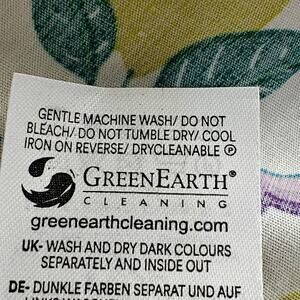 GENTLE MACHINE WASH/ DO NOT
BLEACH/ DO NOT TUMBLE DRY/ COOL
IRON ON REVERSE/ DRYCLEANABLE Ⓟ
GREENEARTH®
CLEANING
greenearthcleaning.com
UK- WASH AND DRY DARK COLOURS
SEPARATELY AND INSIDE OUT
DE- DUNKLE FARBEN SEPARAT UND AUF
LINKS